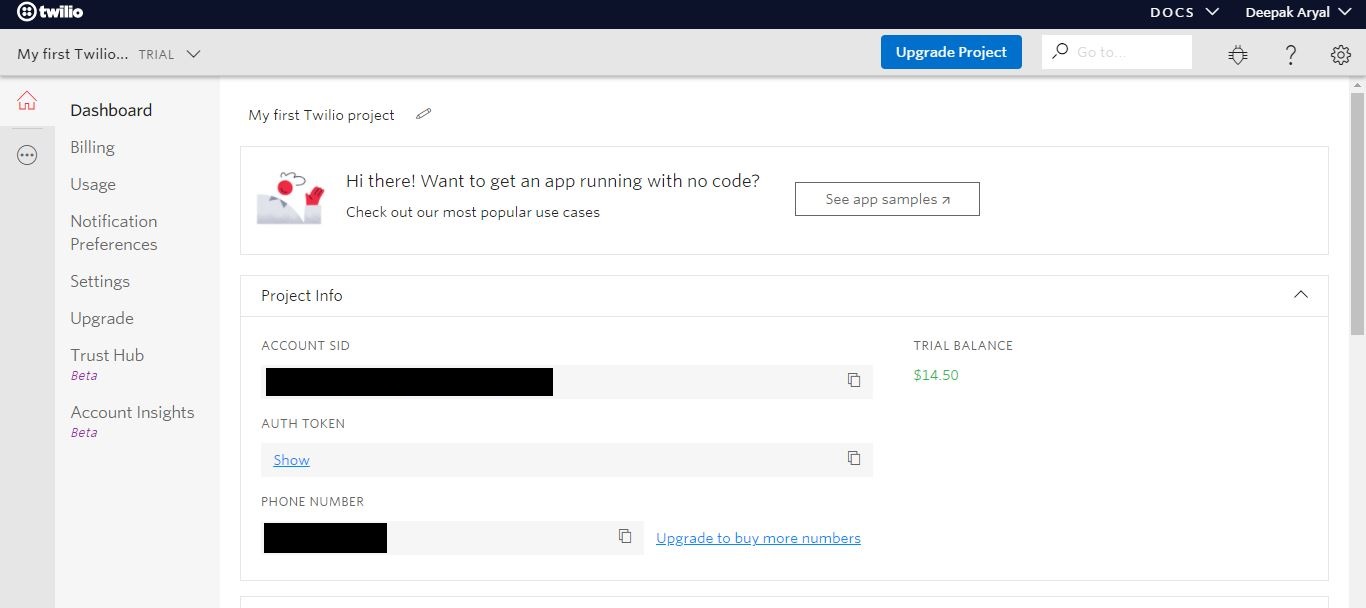 twilio
DOCS
Deepak Aryal
My first Twilio... TRIAL
Upgrade Project
Go to...
Dashboard
Billing
Usage
Notification
Preferences
Settings
Upgrade
Trust Hub
Beta
Account Insights
Beta
My first Twilio project
Hi there! Want to get an app running with no code?
Check out our most popular use cases
See app samples ↗
Project Info
ACCOUNT SID
TRIAL BALANCE
$14.50
AUTH TOKEN
Show
PHONE NUMBER
Upgrade to buy more numbers